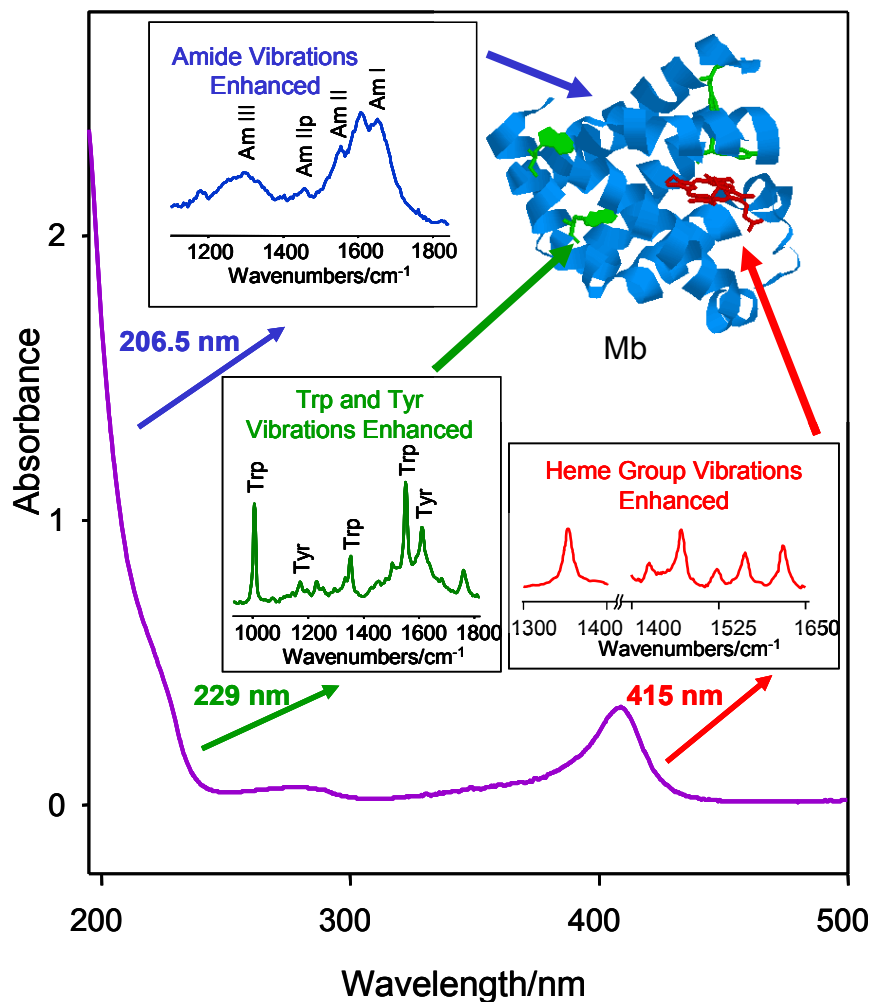 Amide Vibrations
Enhanced
Am III
Am IIp
Am II
Am I
1200 1400 1600 1800
Wavenumbers/cm-1
Mb
2
206.5 nm
Trp and Tyr
Vibrations Enhanced
Trp
Tyr
Trp
Trp
Tyr
1000 1200 1400 1600 1800
Wavenumbers/cm-1
Heme Group Vibrations
Enhanced
1300 1400 1400 1525 1650
Wavenumbers/cm-1
Absorbance
1
229 nm
415 nm
0
200 300 400 500
Wavelength/nm